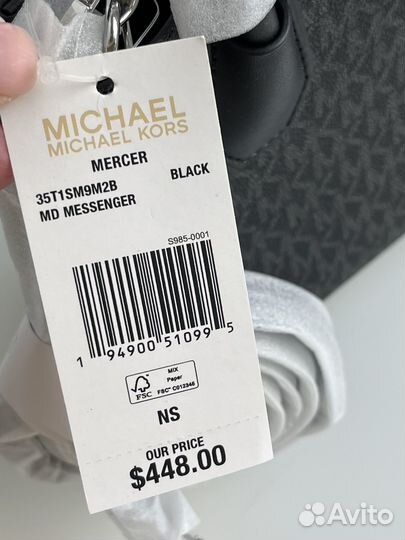 MICHAEL
MICHAEL KORS
MERCER
35T1SM9M2B BLACK
MD MESSENGER
S985-0001
1 94900 51099 5
FSC
MIX
Paper
FSC® C012346
NS
OUR PRICE
$448.00
Avito